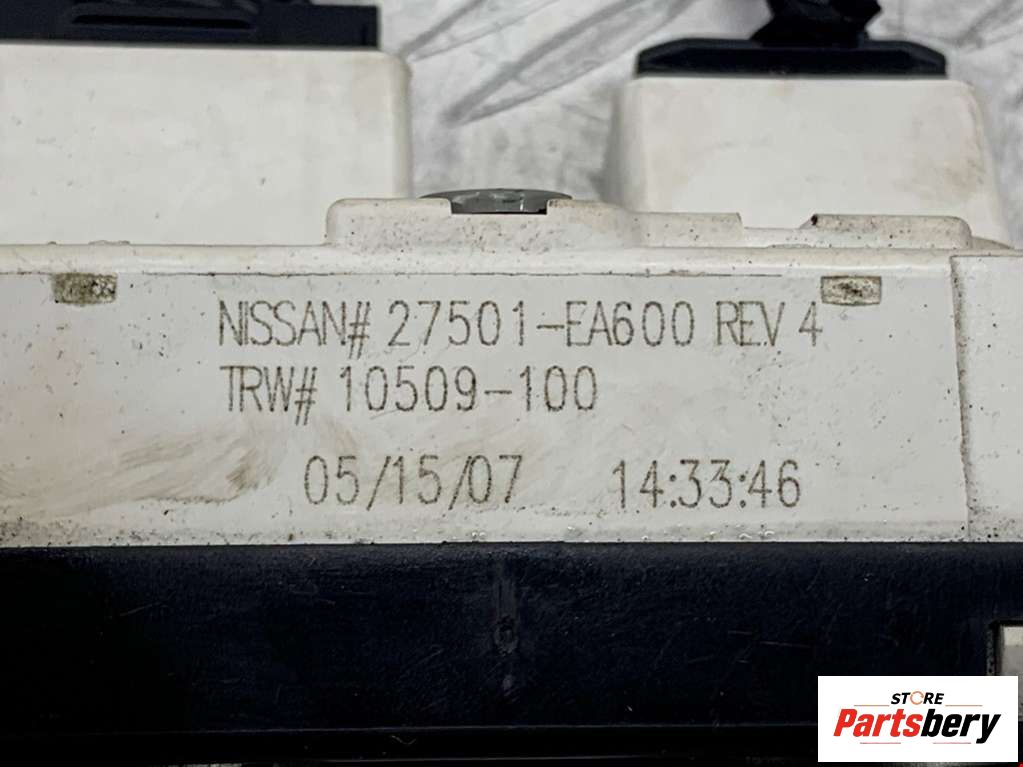 NISSAN# 27501-EA600 REV 4
TRW# 10509-100
05/15/07 14:33:46
STORE
Partsbery